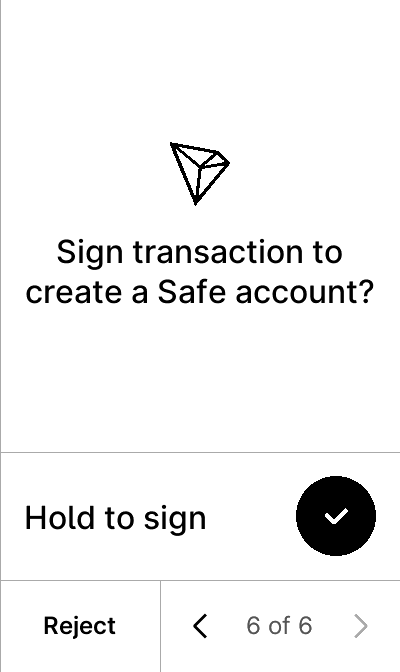 Sign transaction to
create a Safe account?
Hold to sign
Reject
6 of 6